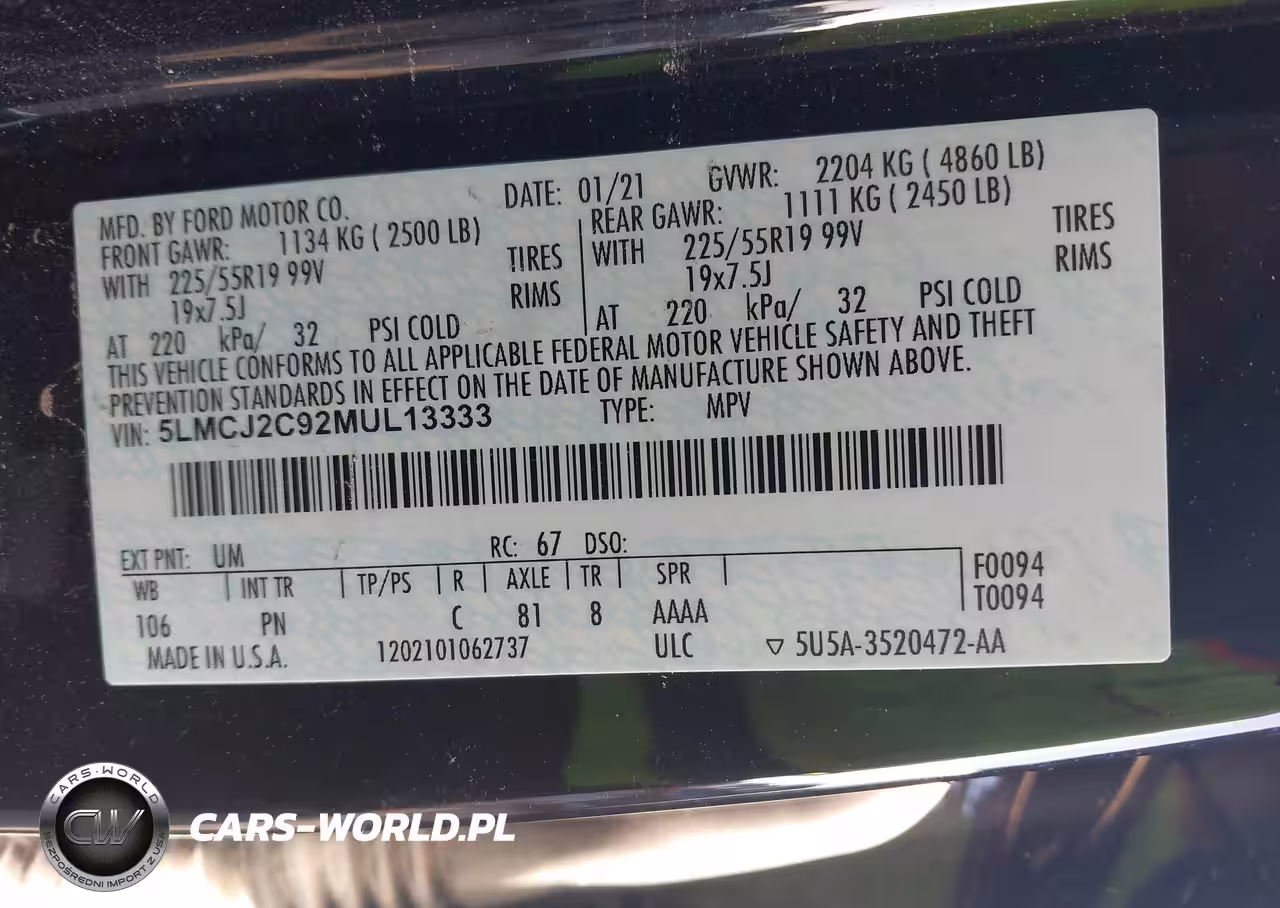 MFD. BY FORD MOTOR CO. DATE: 01/21 GVWR: 2204 KG ( 4860 LB)
FRONT GAWR: 1134 KG ( 2500 LB) REAR GAWR: 1111 KG ( 2450 LB)
WITH 225/55R19 99V TIRES WITH 225/55R19 99V TIRES
19x7.5J RIMS 19x7.5J RIMS
AT 220 kPa/ 32 PSI COLD AT 220 kPa/ 32 PSI COLD
THIS VEHICLE CONFORMS TO ALL APPLICABLE FEDERAL MOTOR VEHICLE SAFETY AND THEFT
PREVENTION STANDARDS IN EFFECT ON THE DATE OF MANUFACTURE SHOWN ABOVE.
VIN: 5LMCJ2C92MUL13333 TYPE: MPV
EXT PNT: UM RC: 67 DSO:
WB INT TR TP/PS R AXLE TR SPR F0094
106 PN C 81 8 AAAA T0094
MADE IN U.S.A. 1202101062737 ULC ▽ 5U5A-3520472-AA
CARS-WORLD
CW
BEZPOŚREDNI IMPORT Z USA
CARS-WORLD.PL